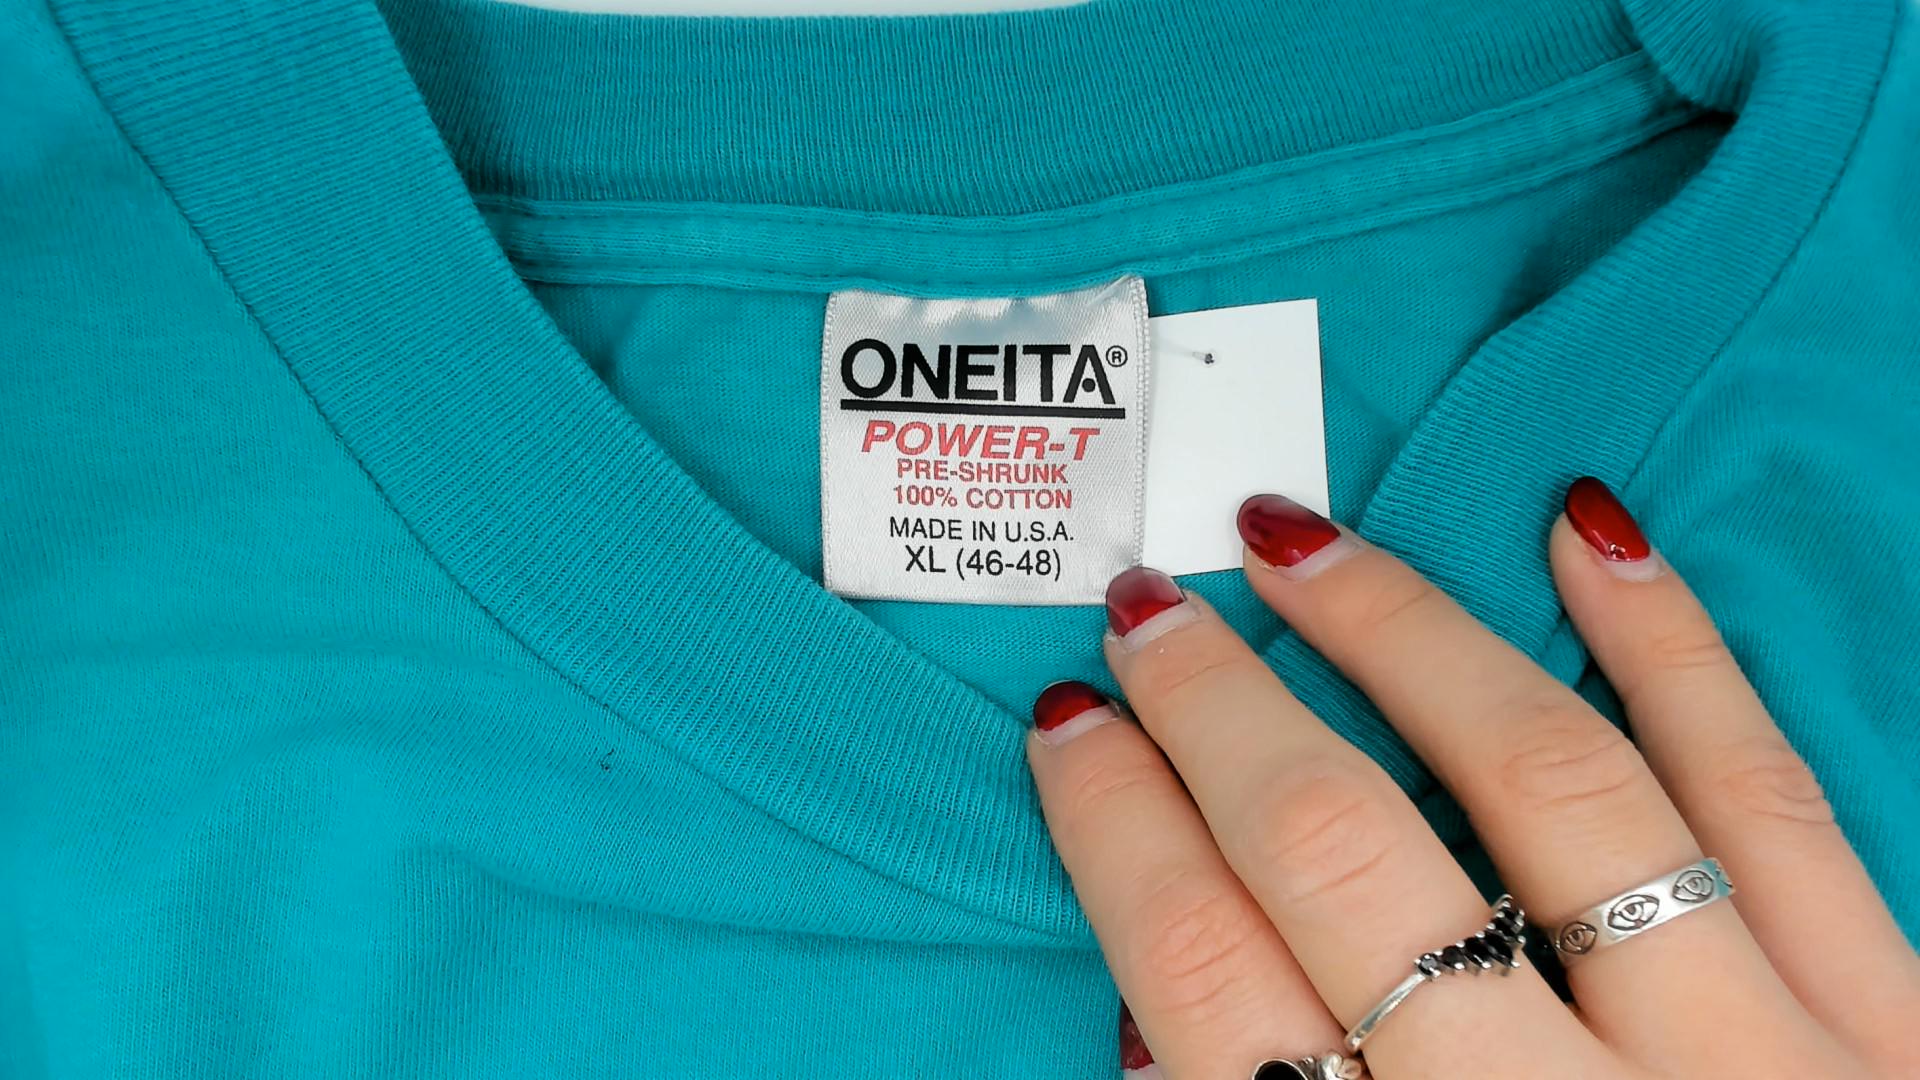 ONEITA®
POWER-T
PRE-SHRUNK
100% COTTON
MADE IN U.S.A.
XL (46-48)